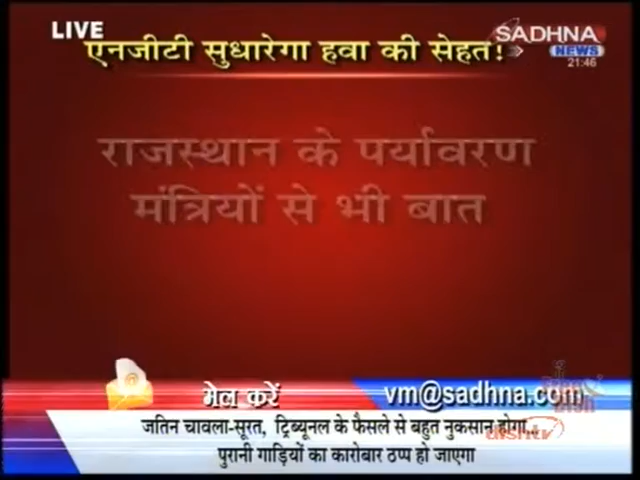 LIVE
एनजीटी सुधारेगा हवा की सेहत!
SADHNA
NEWS
21:46
राजस्थान के पर्यावरण
मंत्रियों से भी बात
मेल करें
vm@sadhna.com
जतिन चावला-सूरत, ट्रिब्यूनल के फैसले से बहुत नुकसान होगा...
पुरानी गाड़ियों का कारोबार ठप्प हो जाएगा
dishtv